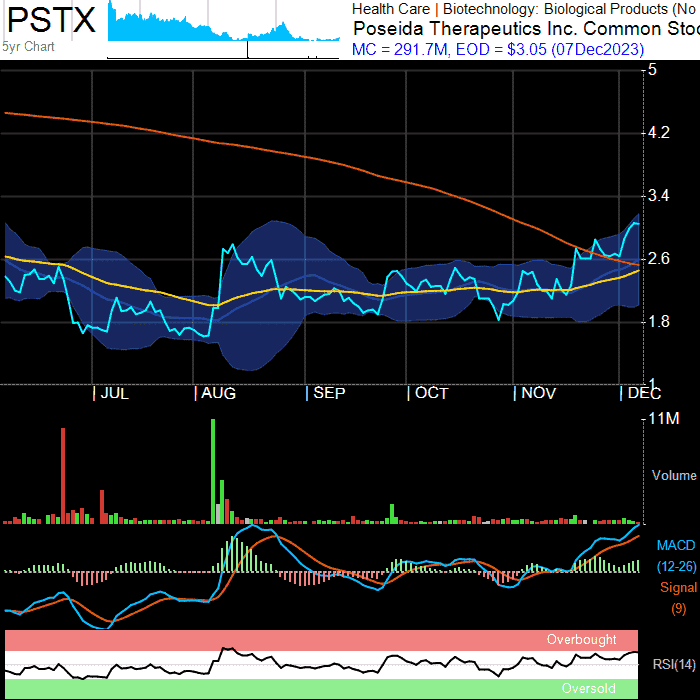 PSTX
5yr Chart
Health Care | Biotechnology: Biological Products (No
Poseida Therapeutics Inc. Common Stoc
MC = 291.7M, EOD = $3.05 (07Dec2023)
5
4.2
3.4
2.6
1.8
1
| JUL | AUG | SEP | OCT | NOV | DEC
11M
Volume
MACD
(12-26)
Signal
(9)
Overbought
RSI(14)
Oversold